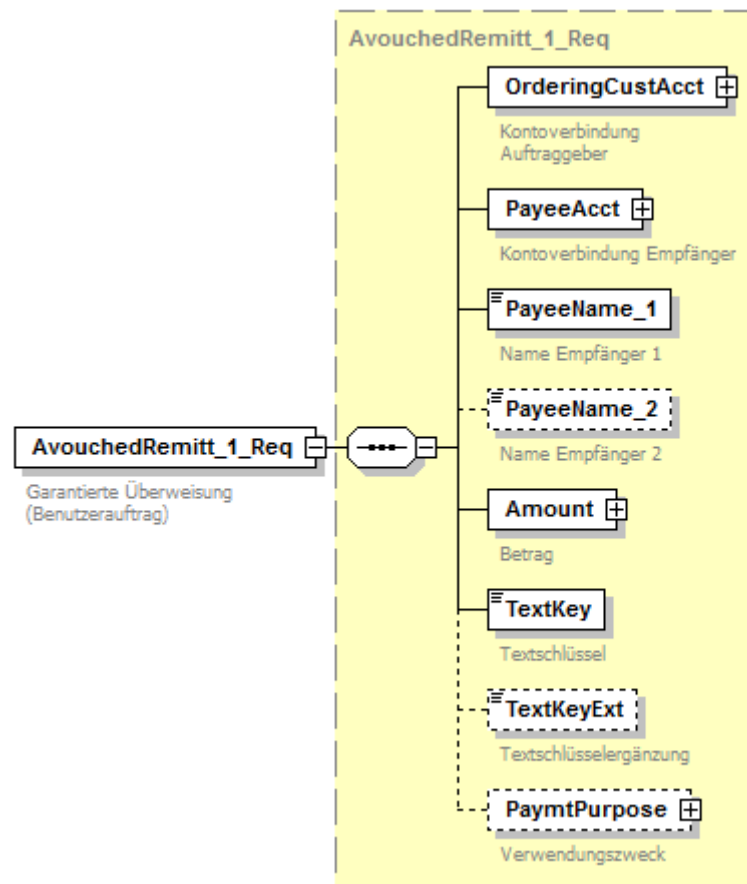 AvouchedRemitt_1_Req
OrderingCustAcct
Kontoverbindung
Auftraggeber
PayeeAcct
Kontoverbindung Empfänger
PayeeName_1
Name Empfänger 1
PayeeName_2
Name Empfänger 2
AvouchedRemitt_1_Req
Garantierte Überweisung
(Benutzerauftrag)
Amount
Betrag
TextKey
Textschlüssel
TextKeyExt
Textschlüsselergänzung
PaymtPurpose
Verwendungszweck